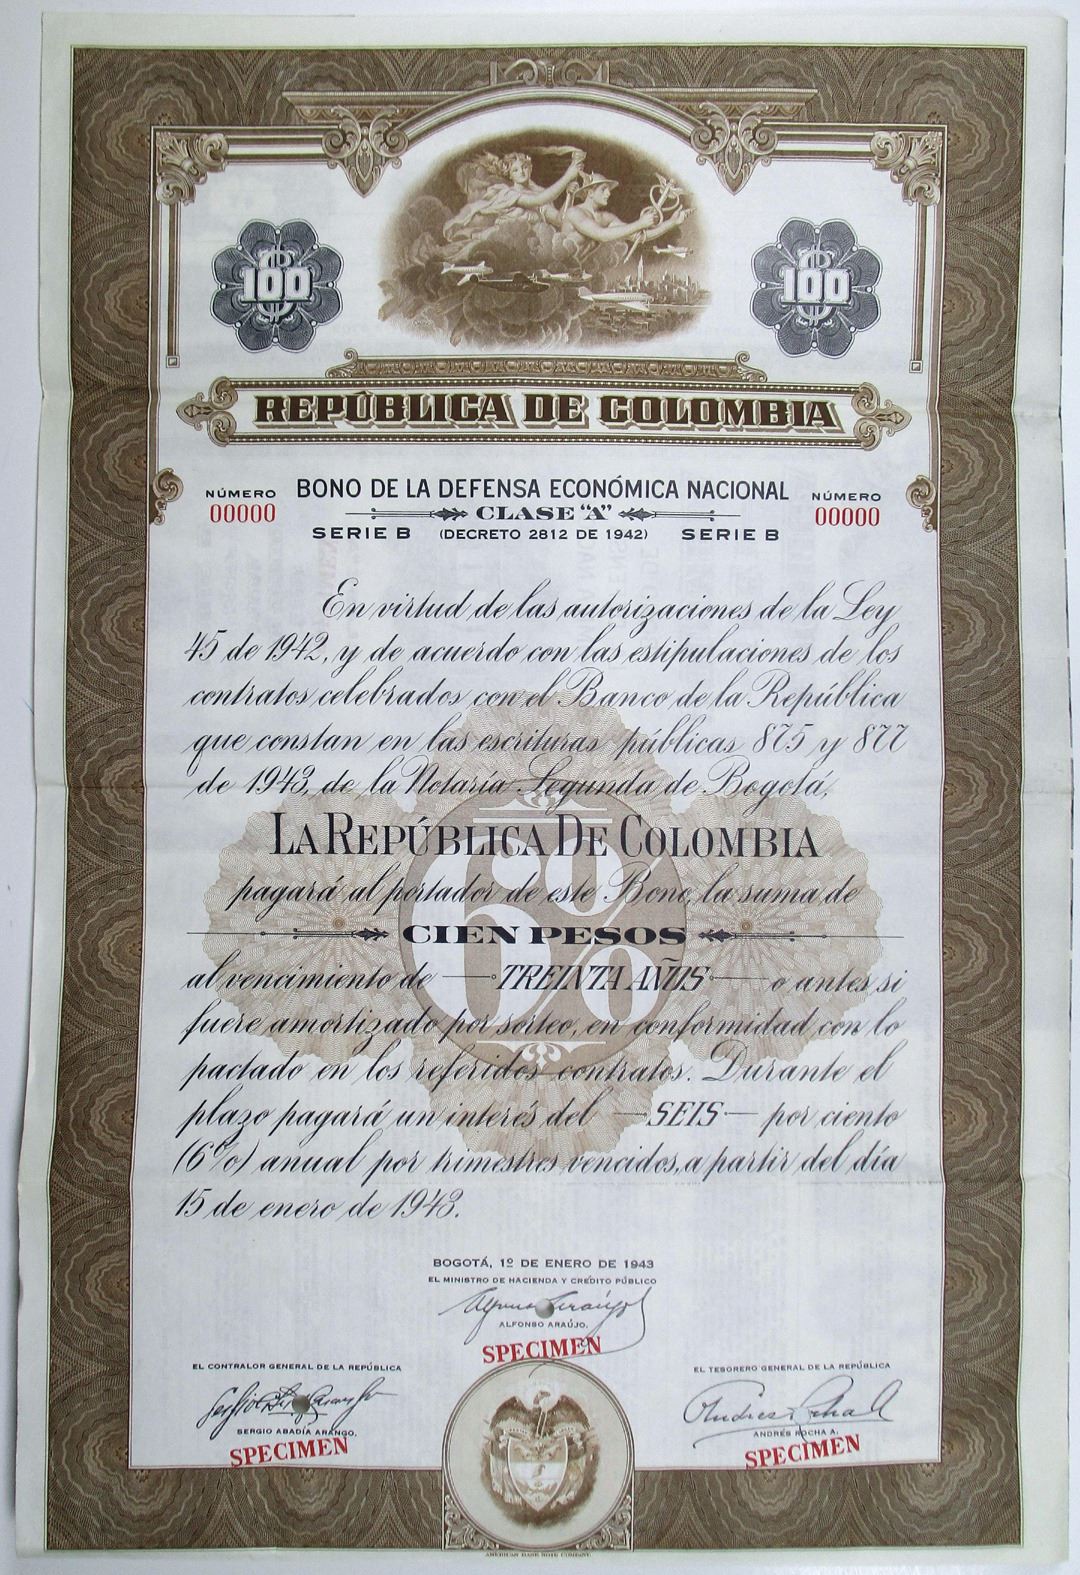 $100
$100
REPÚBLICA DE COLOMBIA
NÚMERO BONO DE LA DEFENSA ECONÓMICA NACIONAL NÚMERO
00000 CLASE "A" 00000
SERIE B (DECRETO 2812 DE 1942) SERIE B
En virtud de las autorizaciones de la Ley
45 de 1942, y de acuerdo con las estipulaciones de los
contratos celebrados con el Banco de la República
que constan en las escrituras públicas 875 y 877
de 1943, de la Notaría Segunda de Bogotá,
LA REPÚBLICA DE COLOMBIA
pagará al portador de este Bono, la suma de
CIEN PESOS
al vencimiento de TREINTA AÑOS o antes si
fuere amortizado por sorteo, en conformidad con lo
pactado en los referidos contratos. Durante el
plazo pagará un interés del SEIS por ciento
(6%) anual por trimestres vencidos, a partir del día
15 de enero de 1943.
6%
BOGOTÁ, 1º DE ENERO DE 1943
EL MINISTRO DE HACIENDA Y CRÉDITO PÚBLICO
ALFONSO ARAÚJO.
SPECIMEN
EL CONTRALOR GENERAL DE LA REPÚBLICA
SERGIO ABADÍA ARANGO,
SPECIMEN
EL TESORERO GENERAL DE LA REPÚBLICA
ANDRÉS ROCHA A.
SPECIMEN
AMERICAN BANK NOTE COMPANY.